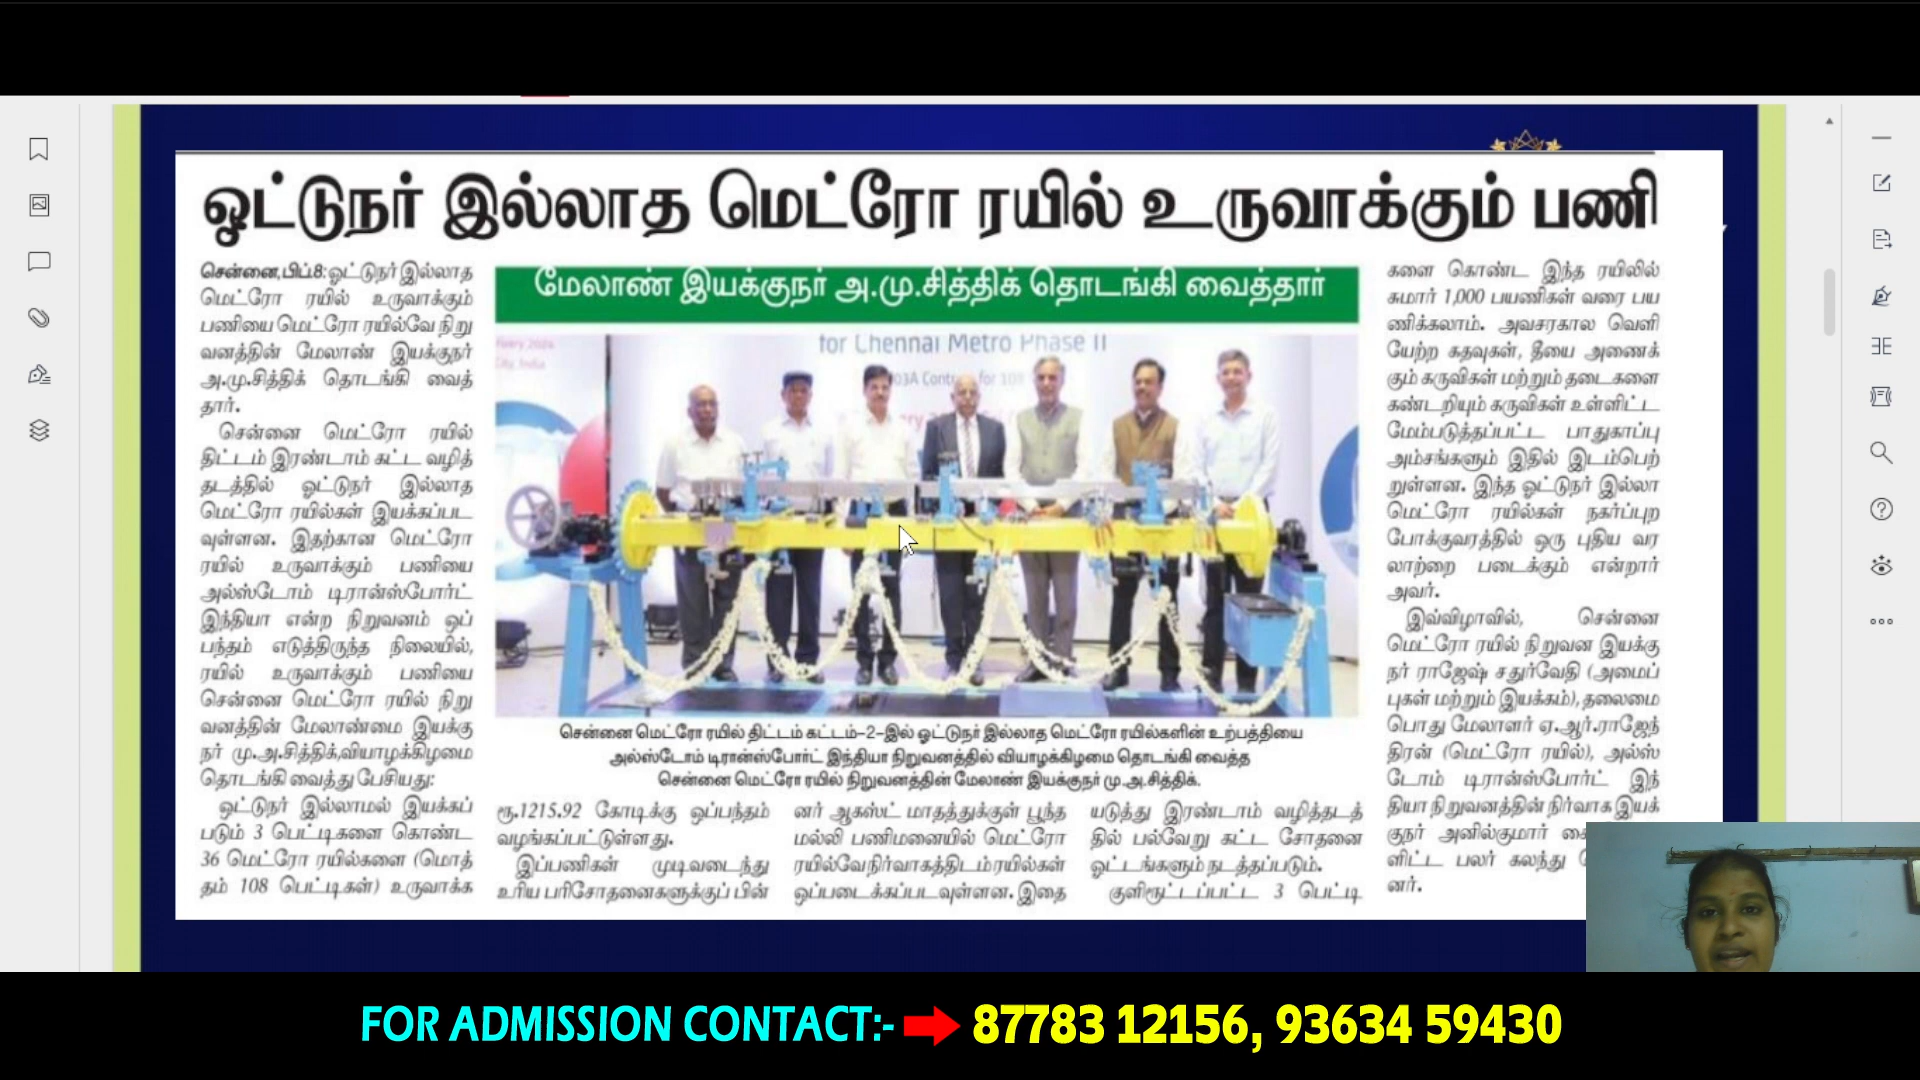 ஓட்டுநர் இல்லாத மெட்ரோ ரயில் உருவாக்கும் பணி
மேலாண் இயக்குநர் அ.மு.சித்திக் தொடங்கி வைத்தார்
சென்னை,பிப்.8:ஓட்டுநர் இல்லாத
மெட்ரோ ரயில் உருவாக்கும்
பணியை மெட்ரோ ரயில்வே நிறு
வனத்தின் மேலாண் இயக்குநர்
அ.மு.சித்திக் தொடங்கி வைத்
தார்.
சென்னை மெட்ரோ ரயில்
திட்டம் இரண்டாம் கட்ட வழித்
தடத்தில் ஓட்டுநர் இல்லாத
மெட்ரோ ரயில்கள் இயக்கப்பட
வுள்ளன. இதற்கான மெட்ரோ
ரயில் உருவாக்கும் பணியை
அல்ஸ்டோம் டிரான்ஸ்போர்ட்
இந்தியா என்ற நிறுவனம் ஒப்
பந்தம் எடுத்திருந்த நிலையில்,
ரயில் உருவாக்கும் பணியை
சென்னை மெட்ரோ ரயில் நிறு
வனத்தின் மேலாண்மை இயக்கு
நர் மு.அ.சித்திக்,வியாழக்கிழமை
தொடங்கி வைத்து பேசியது:
ஓட்டுநர் இல்லாமல் இயக்கப்
படும் 3 பெட்டிகளை கொண்ட
36 மெட்ரோ ரயில்களை (மொத்
தம் 108 பெட்டிகள்) உருவாக்க
for Chennai Metro Phase II
City, India
சென்னை மெட்ரோ ரயில் திட்டம் கட்டம்-2-இல் ஓட்டுநர் இல்லாத மெட்ரோ ரயில்களின் உற்பத்தியை
அல்ஸ்டோம் டிரான்ஸ்போர்ட் இந்தியா நிறுவனத்தில் வியாழக்கிழமை தொடங்கி வைத்த
சென்னை மெட்ரோ ரயில் நிறுவனத்தின் மேலாண் இயக்குநர் மு.அ.சித்திக்.
ரூ.1215.92 கோடிக்கு ஒப்பந்தம்
வழங்கப்பட்டுள்ளது.
இப்பணிகள் முடிவடைந்து
உரிய பரிசோதனைகளுக்குப் பின்
னர் ஆகஸ்ட் மாதத்துக்குள் பூந்த
மல்லி பணிமனையில் மெட்ரோ
ரயில்வே நிர்வாகத்திடம் ரயில்கள்
ஒப்படைக்கப்படவுள்ளன. இதை
யடுத்து இரண்டாம் வழித்தடத்
தில் பல்வேறு கட்ட சோதனை
ஓட்டங்களும் நடத்தப்படும்.
குளிரூட்டப்பட்ட 3 பெட்டி
களை கொண்ட இந்த ரயிலில்
சுமார் 1,000 பயணிகள் வரை பய
ணிக்கலாம். அவசரகால வெளி
யேற்ற கதவுகள், தீயை அணைக்
கும் கருவிகள் மற்றும் தடைகளை
கண்டறியும் கருவிகள் உள்ளிட்ட
மேம்படுத்தப்பட்ட பாதுகாப்பு
அம்சங்களும் இதில் இடம்பெற்
றுள்ளன. இந்த ஓட்டுநர் இல்லா
மெட்ரோ ரயில்கள் நகர்ப்புற
போக்குவரத்தில் ஒரு புதிய வர
லாற்றை படைக்கும் என்றார்
அவர்.
இவ்விழாவில், சென்னை
மெட்ரோ ரயில் நிறுவன இயக்கு
நர் ராஜேஷ் சதுர்வேதி (அமைப்
புகள் மற்றும் இயக்கம்), தலைமை
பொது மேலாளர் ஏ.ஆர்.ராஜேந்
திரன் (மெட்ரோ ரயில்), அல்ஸ்
டோம் டிரான்ஸ்போர்ட் இந்
தியா நிறுவனத்தின் நிர்வாக இயக்
குநர் அனில்குமார்
ளிட்ட பலர் கலந்து
னர்.
FOR ADMISSION CONTACT:- 87783 12156, 93634 59430